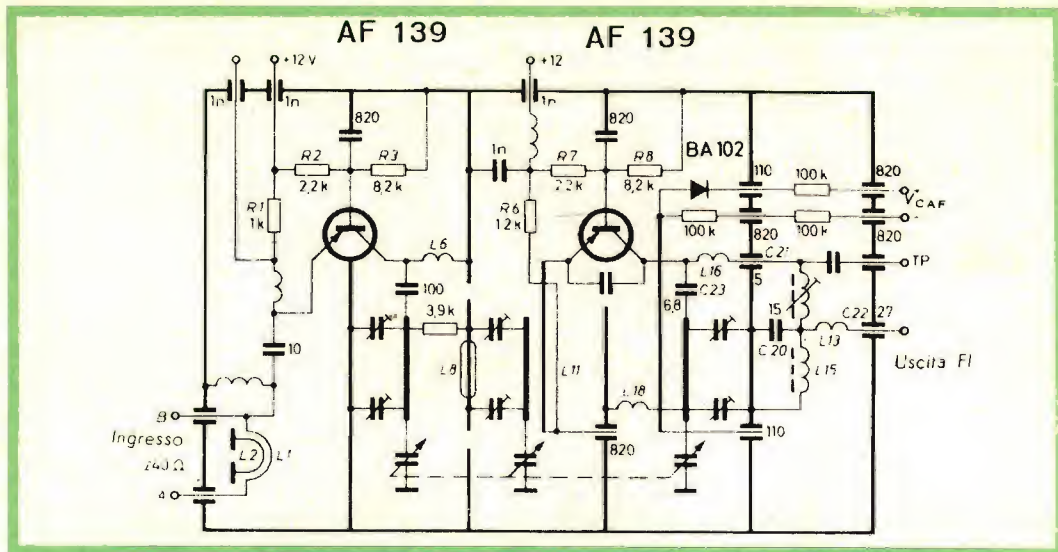 AF 139
AF 139
+12 V
+12
1n
1n
1n
820
820
BA 102
110
100 k
820
R2
R3
1n
R7
R8
2,2 k
8,2 k
2,2 k
8,2 k
+
V CAF
-
R1
1k
R6
12k
100 k
820
100 k
820
L6
L16
C21
TP
100
C23
5
6,8
15
C22
27
3,9 k
10
C20
L13
L8
L11
L15
Uscita FI
L18
B
Ingresso
240 Ω
L2
L1
820
110
A